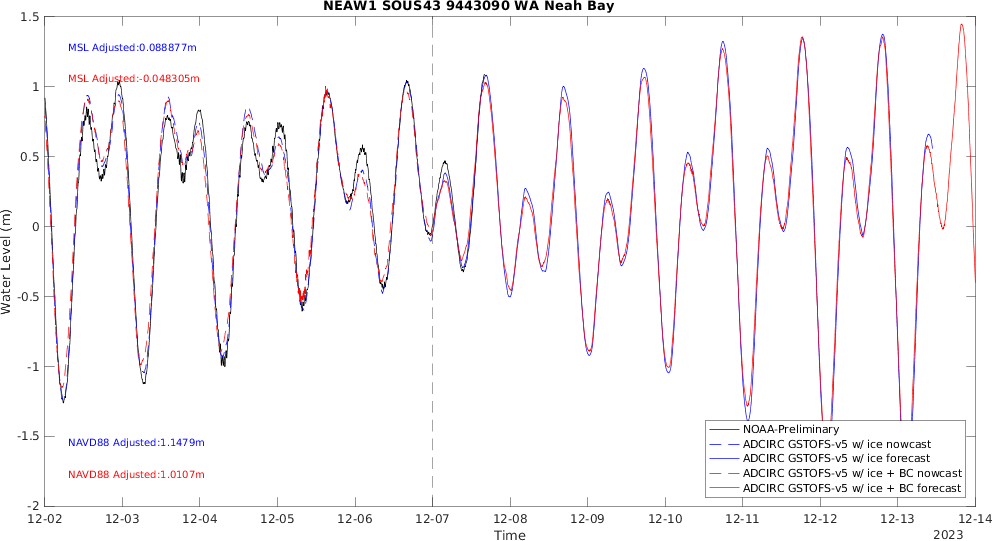 NEAW1 SOUS43 9443090 WA Neah Bay
1.5
1
0.5
0
-0.5
-1
-1.5
-2
Water Level (m)
MSL Adjusted:0.088877m
MSL Adjusted:-0.048305m
NAVD88 Adjusted:1.1479m
NAVD88 Adjusted:1.0107m
NOAA-Preliminary
ADCIRC GSTOFS-v5 w/ ice nowcast
ADCIRC GSTOFS-v5 w/ ice forecast
ADCIRC GSTOFS-v5 w/ ice + BC nowcast
ADCIRC GSTOFS-v5 w/ ice + BC forecast
12-02 12-03 12-04 12-05 12-06 12-07 12-08 12-09 12-10 12-11 12-12 12-13 12-14
Time
2023